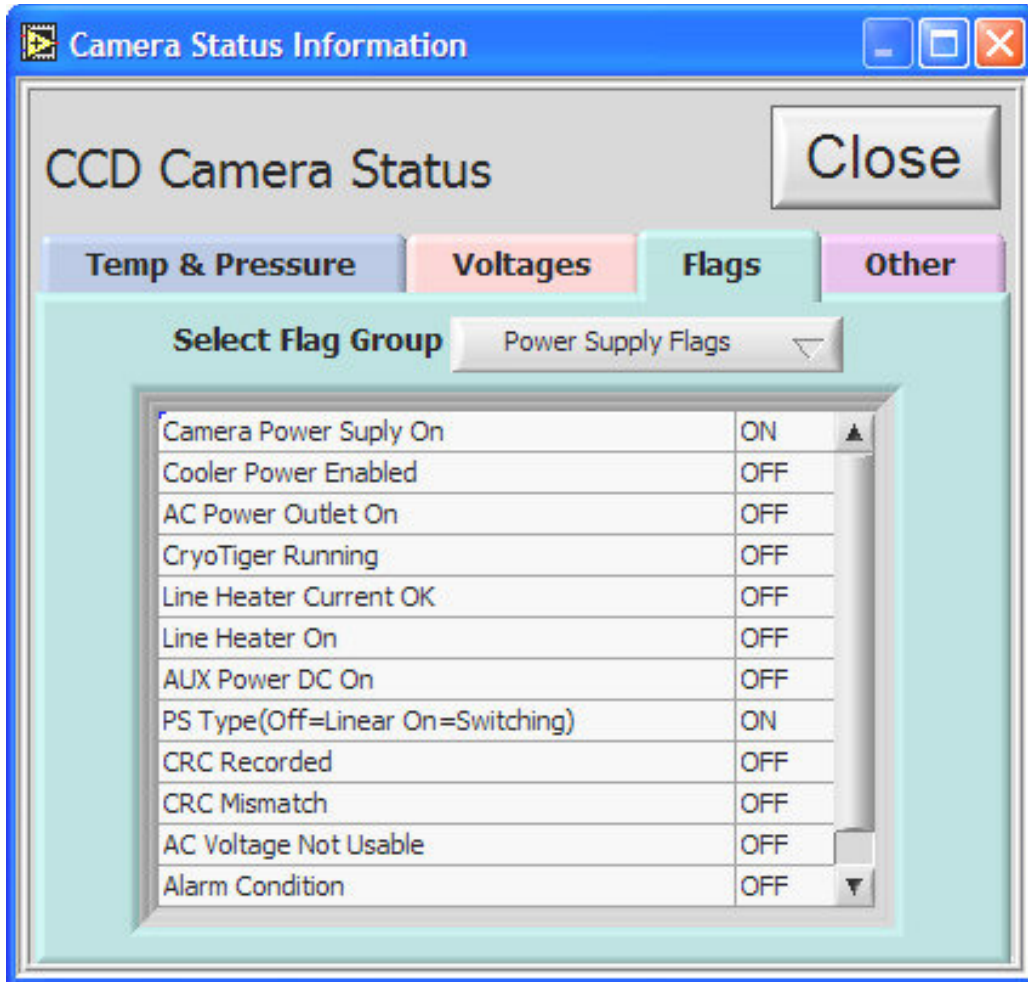 Camera Status Information
CCD Camera Status
Close
Temp & Pressure Voltages Flags Other
Select Flag Group Power Supply Flags
Camera Power Suply On ON
Cooler Power Enabled OFF
AC Power Outlet On OFF
CryoTiger Running OFF
Line Heater Current OK OFF
Line Heater On OFF
AUX Power DC On OFF
PS Type(Off=Linear On=Switching) ON
CRC Recorded OFF
CRC Mismatch OFF
AC Voltage Not Usable OFF
Alarm Condition OFF